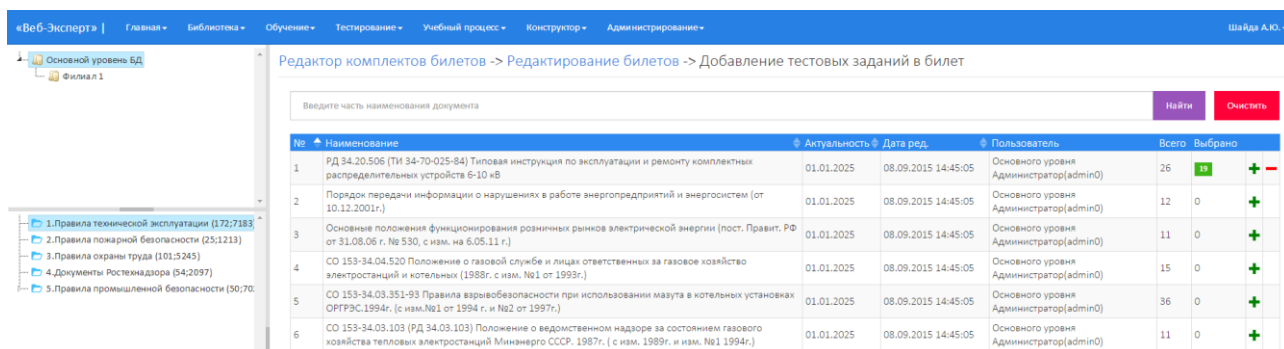 «Веб-Эксперт» | Главная Библиотека Обучение Тестирование Учебный процесс Конструктор Администрирование Шайда А.Ю.
Основной уровень БД
Филиал 1
1.Правила технической эксплуатации (172;7183)
2.Правила пожарной безопасности (25;1213)
3.Правила охраны труда (101;5245)
4.Документы Ростехнадзора (54;2097)
5.Правила промышленной безопасности (50;70
Редактор комплектов билетов -> Редактирование билетов -> Добавление тестовых заданий в билет
Введите часть наименования документа Найти Очистить
№ Наименование Актуальность Дата ред. Пользователь Всего Выбрано
1 РД 34.20.506 (ТИ 34-70-025-84) Типовая инструкция по эксплуатации и ремонту комплектных 01.01.2025 08.09.2015 14:45:05 Основного уровня 26 19
распределительных устройств 6-10 кВ Администратор(admin0)
2 Порядок передачи информации о нарушениях в работе энергопредприятий и энергосистем (от 01.01.2025 08.09.2015 14:45:05 Основного уровня 12 0
10.12.2001г.) Администратор(admin0)
3 Основные положения функционирования розничных рынков электрической энергии (пост. Правит. РФ 01.01.2025 08.09.2015 14:45:05 Основного уровня 11 0
от 31.08.06 г. № 530, с изм. на 6.05.11 г.) Администратор(admin0)
4 СО 153-34.04.520 Положение о газовой службе и лицах ответственных за газовое хозяйство 01.01.2025 08.09.2015 14:45:05 Основного уровня 15 0
электростанций и котельных (1988г. с изм. №1 от 1993г.) Администратор(admin0)
5 СО 153-34.03.351-93 Правила взрывобезопасности при использовании мазута в котельных установках 01.01.2025 08.09.2015 14:45:05 Основного уровня 36 0
ОРГРЭС.1994г. (с изм.№1 от 1994 г. и №2 от 1997г.) Администратор(admin0)
6 СО 153-34.03.103 (РД 34.03.103) Положение о ведомственном надзоре за состоянием газового 01.01.2025 08.09.2015 14:45:05 Основного уровня 11 0
хозяйства тепловых электростанций Минэнерго СССР. 1987г. ( с изм. 1989г. и изм. №1 1994г.) Администратор(admin0)